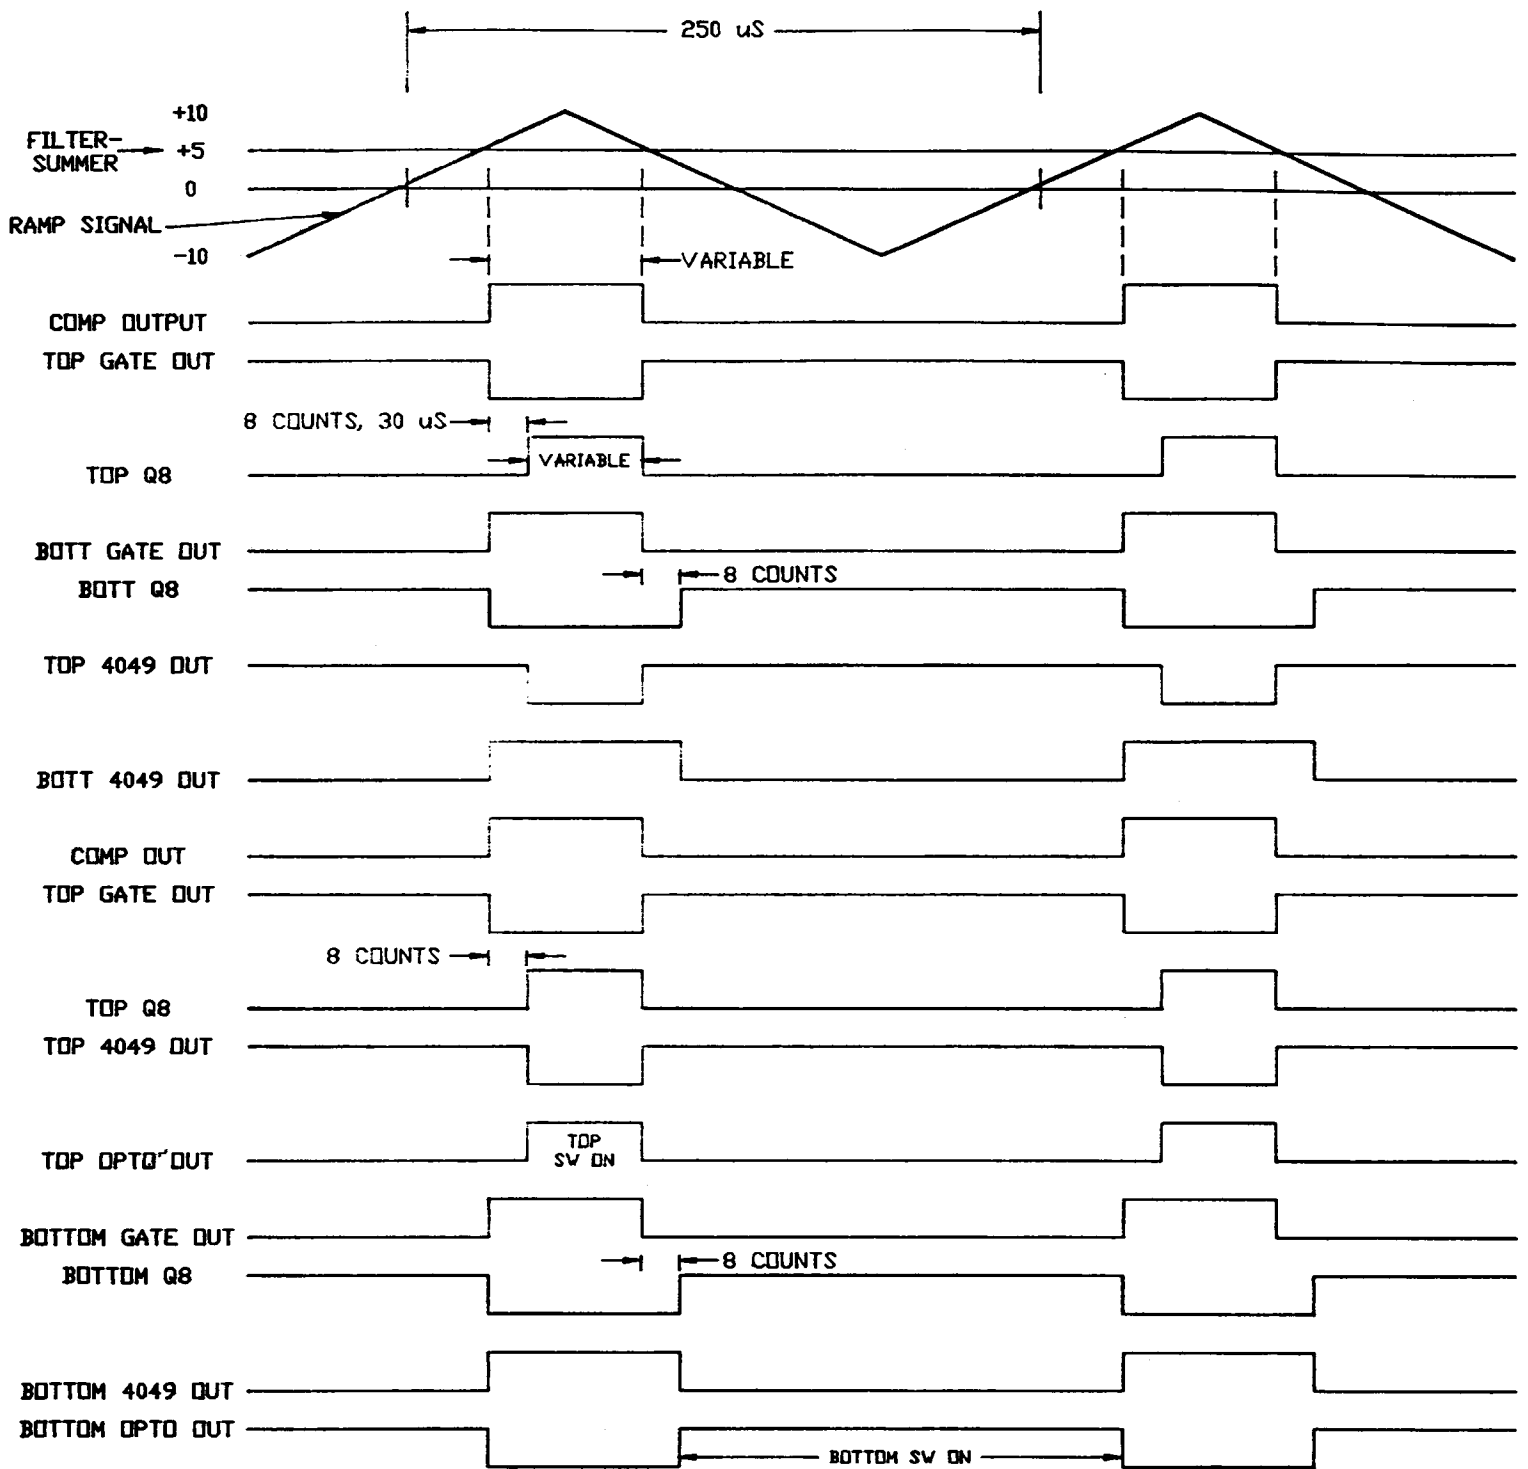 250 uS
+10
FILTER-
SUMMER
+5
0
RAMP SIGNAL
-10
VARIABLE
COMP OUTPUT
TOP GATE OUT
8 COUNTS, 30 uS
VARIABLE
TOP Q8
BOTT GATE OUT
8 COUNTS
BOTT Q8
TOP 4049 OUT
BOTT 4049 OUT
COMP OUT
TOP GATE OUT
8 COUNTS
TOP Q8
TOP 4049 OUT
TOP
SW ON
TOP OPTO OUT
BOTTOM GATE OUT
8 COUNTS
BOTTOM Q8
BOTTOM 4049 OUT
BOTTOM OPTO OUT
BOTTOM SW ON